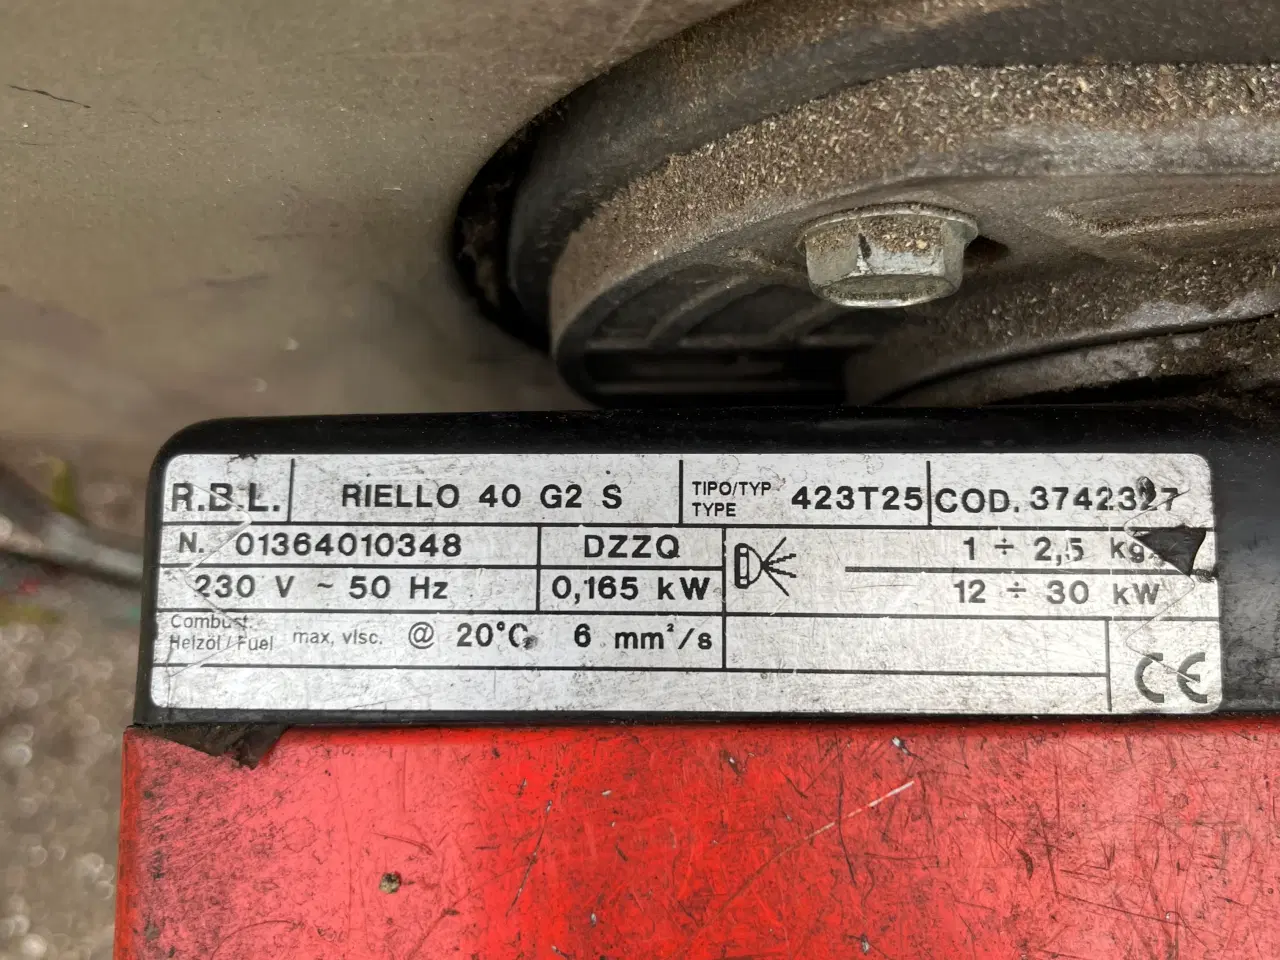 R.B.L. RIELLO 40 G2 S TIPO/TYP TYPE 423T25 COD. 3742327
N. 01364010348 DZZQ 1 ÷ 2,5 kg
230 V ~ 50 Hz 0,165 kW 12 ÷ 30 kW
Combust.
Heizöl / Fuel max, visc. @ 20°C, 6 mm²/s
CE